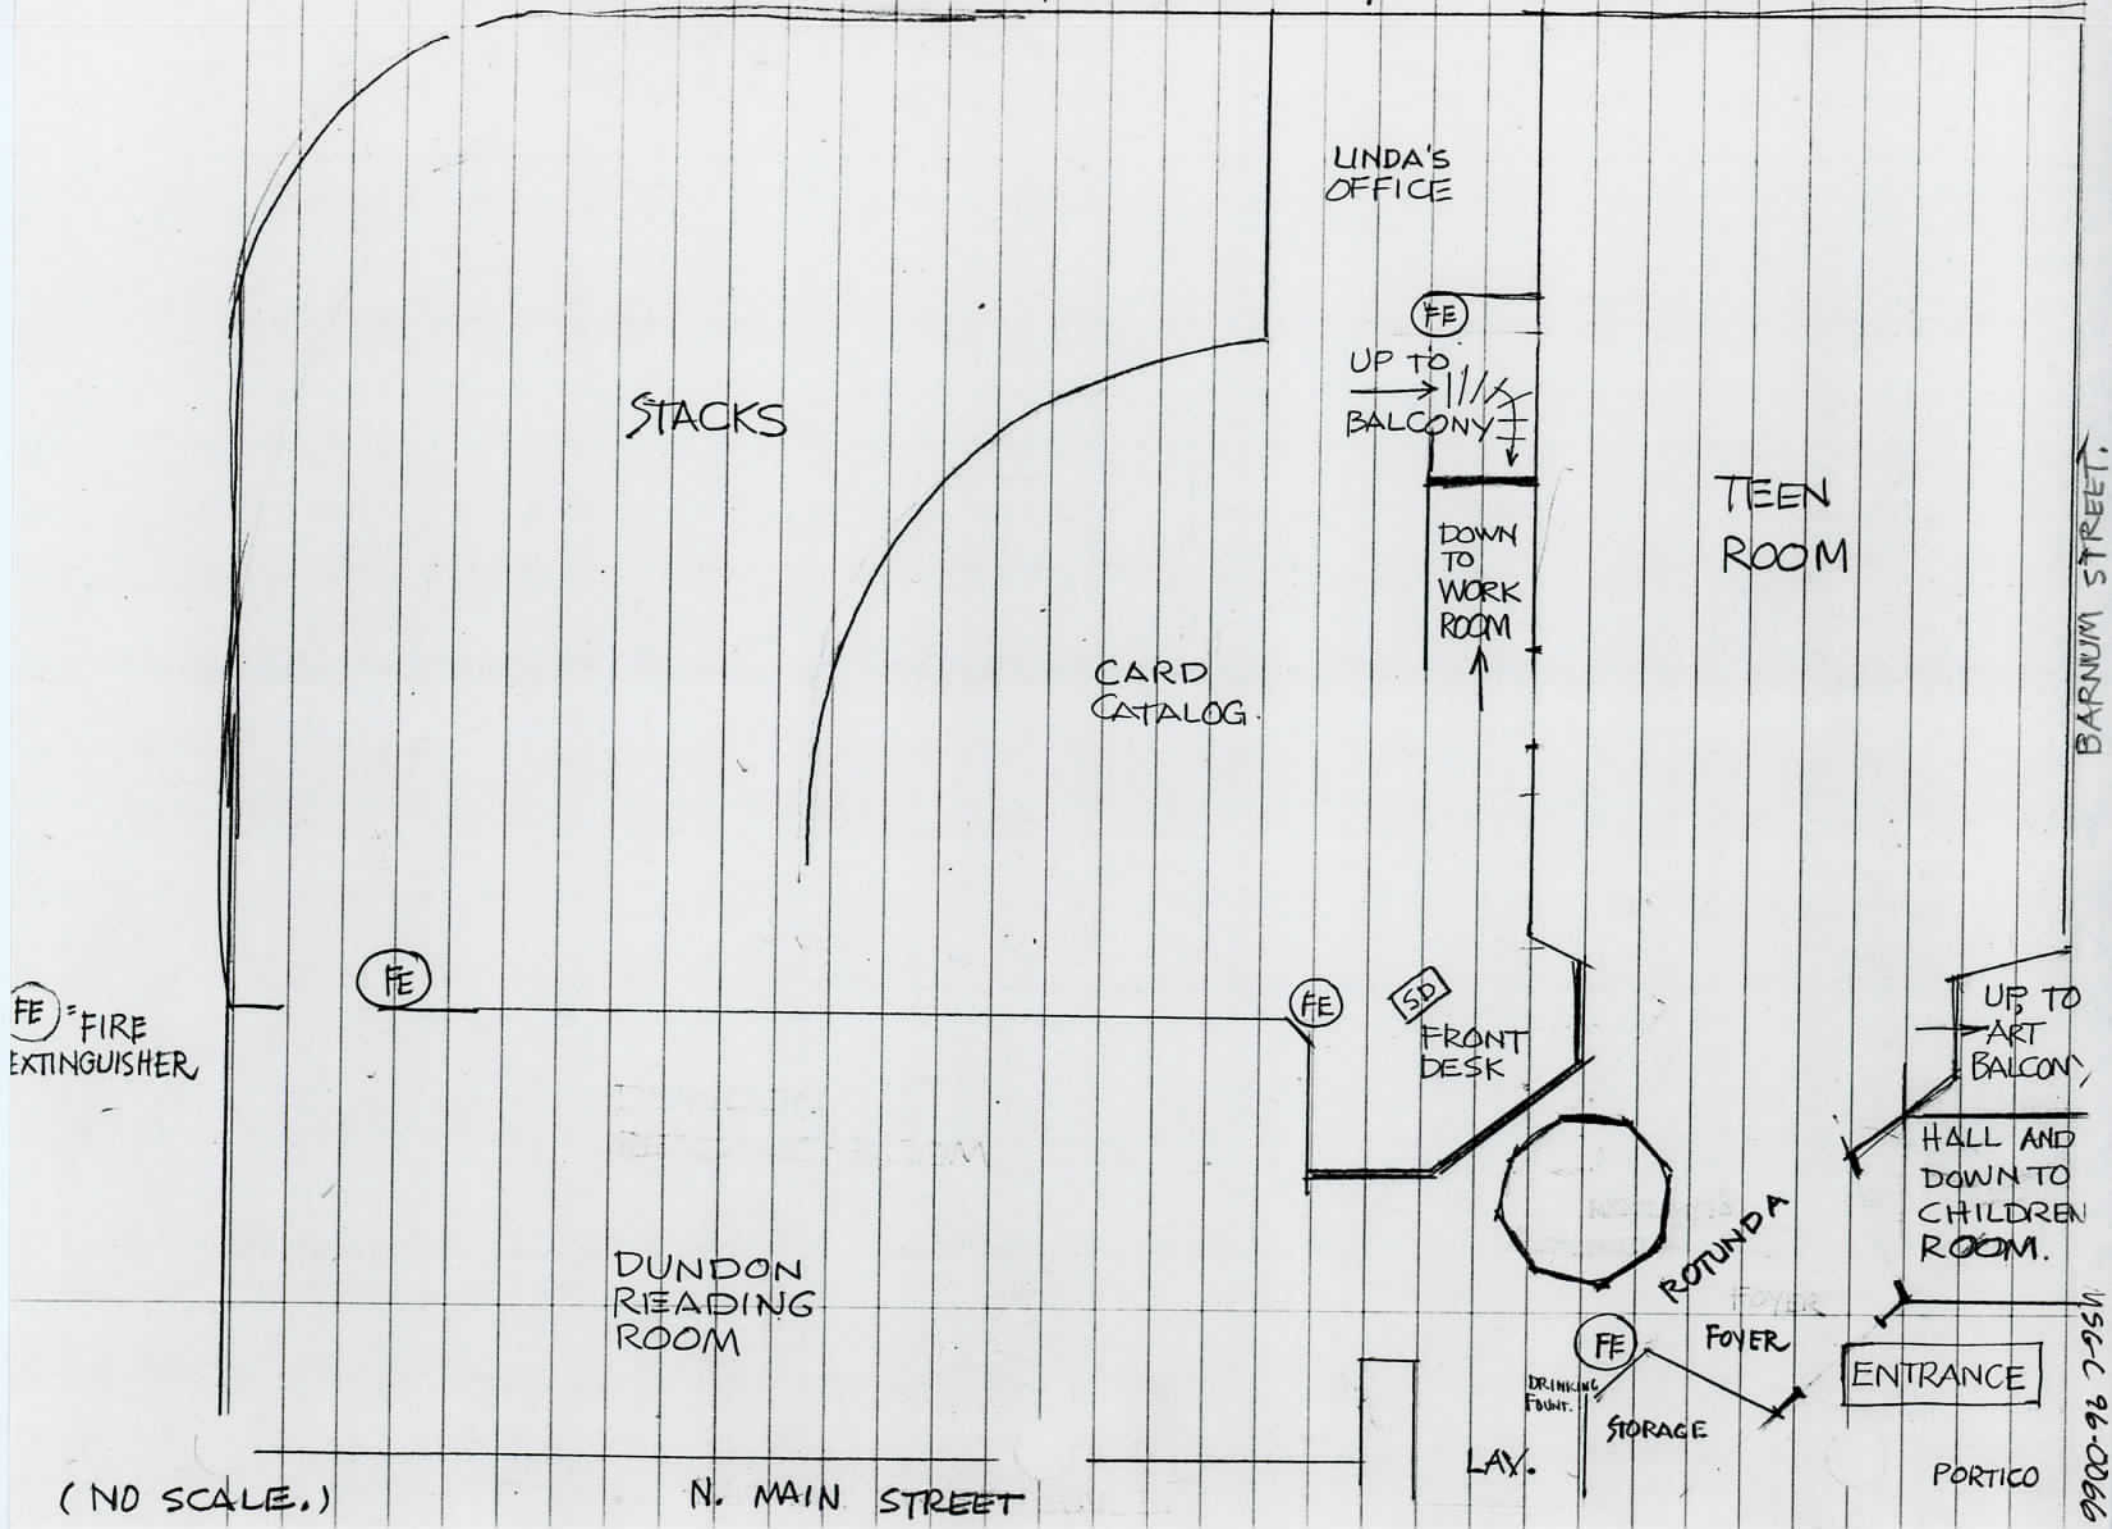 LINDA'S
OFFICE
FE
UP TO
BALCONY
STACKS
TEEN
ROOM
DOWN
TO
WORK
ROOM
BARNUM STREET.
CARD
CATALOG.
FE
FE
SD
FRONT
DESK
FE = FIRE
EXTINGUISHER
UP TO
ART
BALCONY
HALL AND
DOWN TO
CHILDREN
ROOM.
ROTUNDA
DUNDON
READING
ROOM
FE
FOYER
FOYER
ENTRANCE
DRINKING
FOUNT.
STORAGE
LAV.
PORTICO
(NO SCALE.)
N. MAIN STREET
96-00066